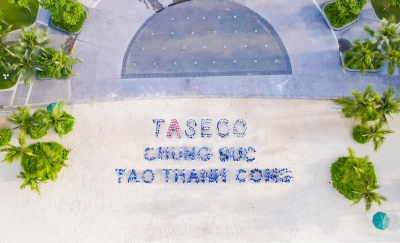 TASECO
CHUNG SUC
TAO THANH CONG